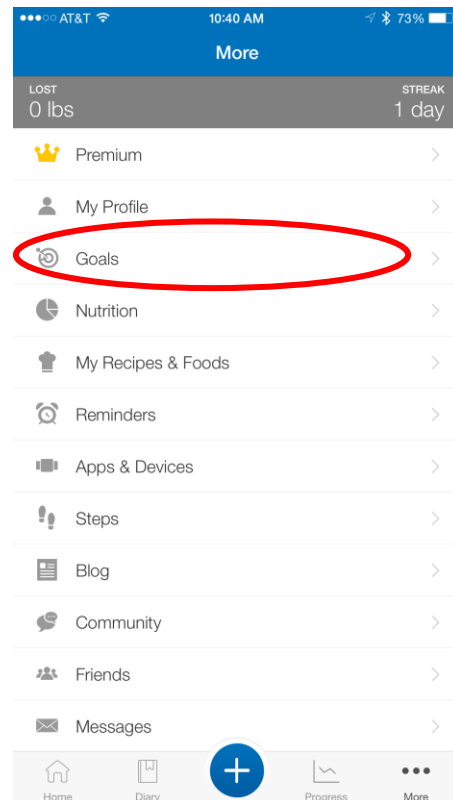 AT&T 10:40 AM 73%
More
LOST STREAK
0 lbs 1 day
Premium
My Profile
Goals
Nutrition
My Recipes & Foods
Reminders
Apps & Devices
Steps
Blog
Community
Friends
Messages
Home Diary Progress More